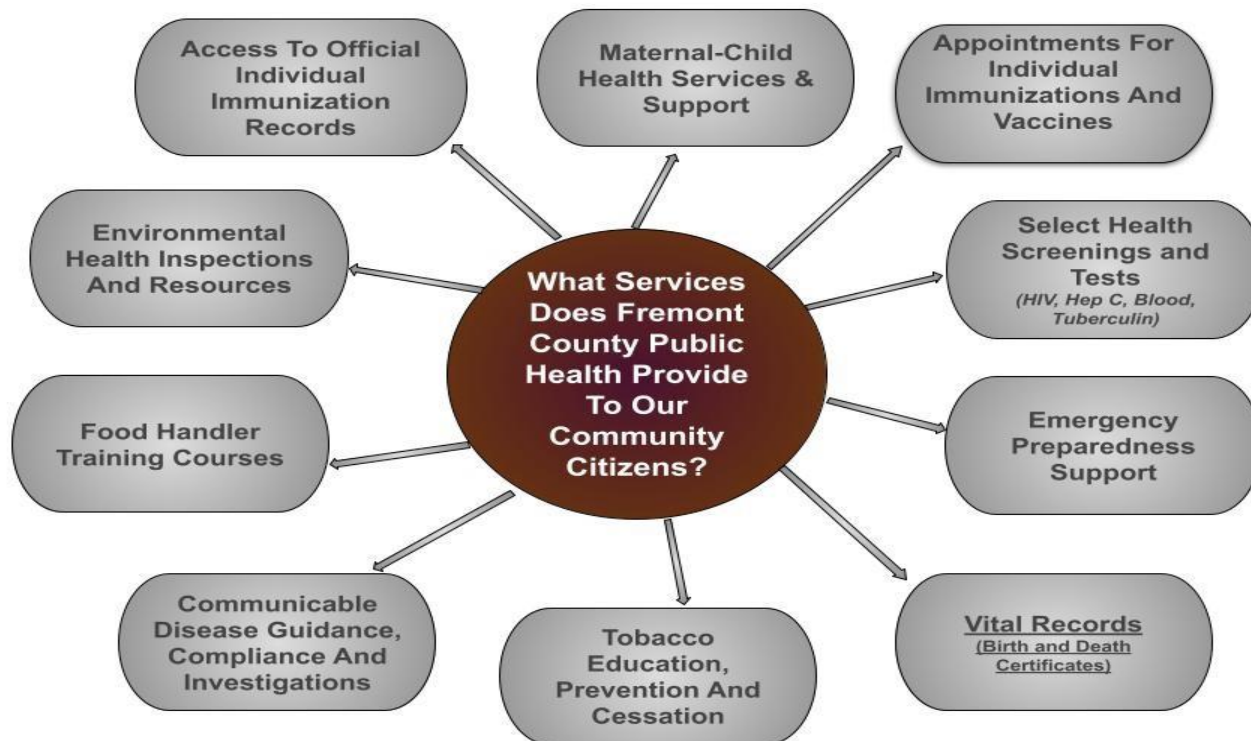 Access To Official
Individual
Immunization
Records
Maternal-Child
Health Services &
Support
Appointments For
Individual
Immunizations And
Vaccines
Environmental
Health Inspections
And Resources
What Services
Does Fremont
County Public
Health Provide
To Our
Community
Citizens?
Select Health
Screenings and
Tests
(HIV, Hep C, Blood,
Tuberculin)
Food Handler
Training Courses
Emergency
Preparedness
Support
Communicable
Disease Guidance,
Compliance And
Investigations
Tobacco
Education,
Prevention And
Cessation
Vital Records
(Birth and Death
Certificates)